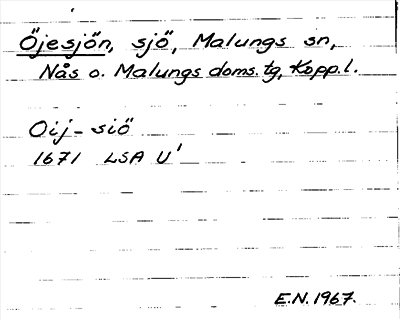 Öjesjön, sjö, Malungs sn,
Nås o. Malungs doms. tg, Kopp. l.
Oij-siö
1671 LSA U'
E.N. 1967.